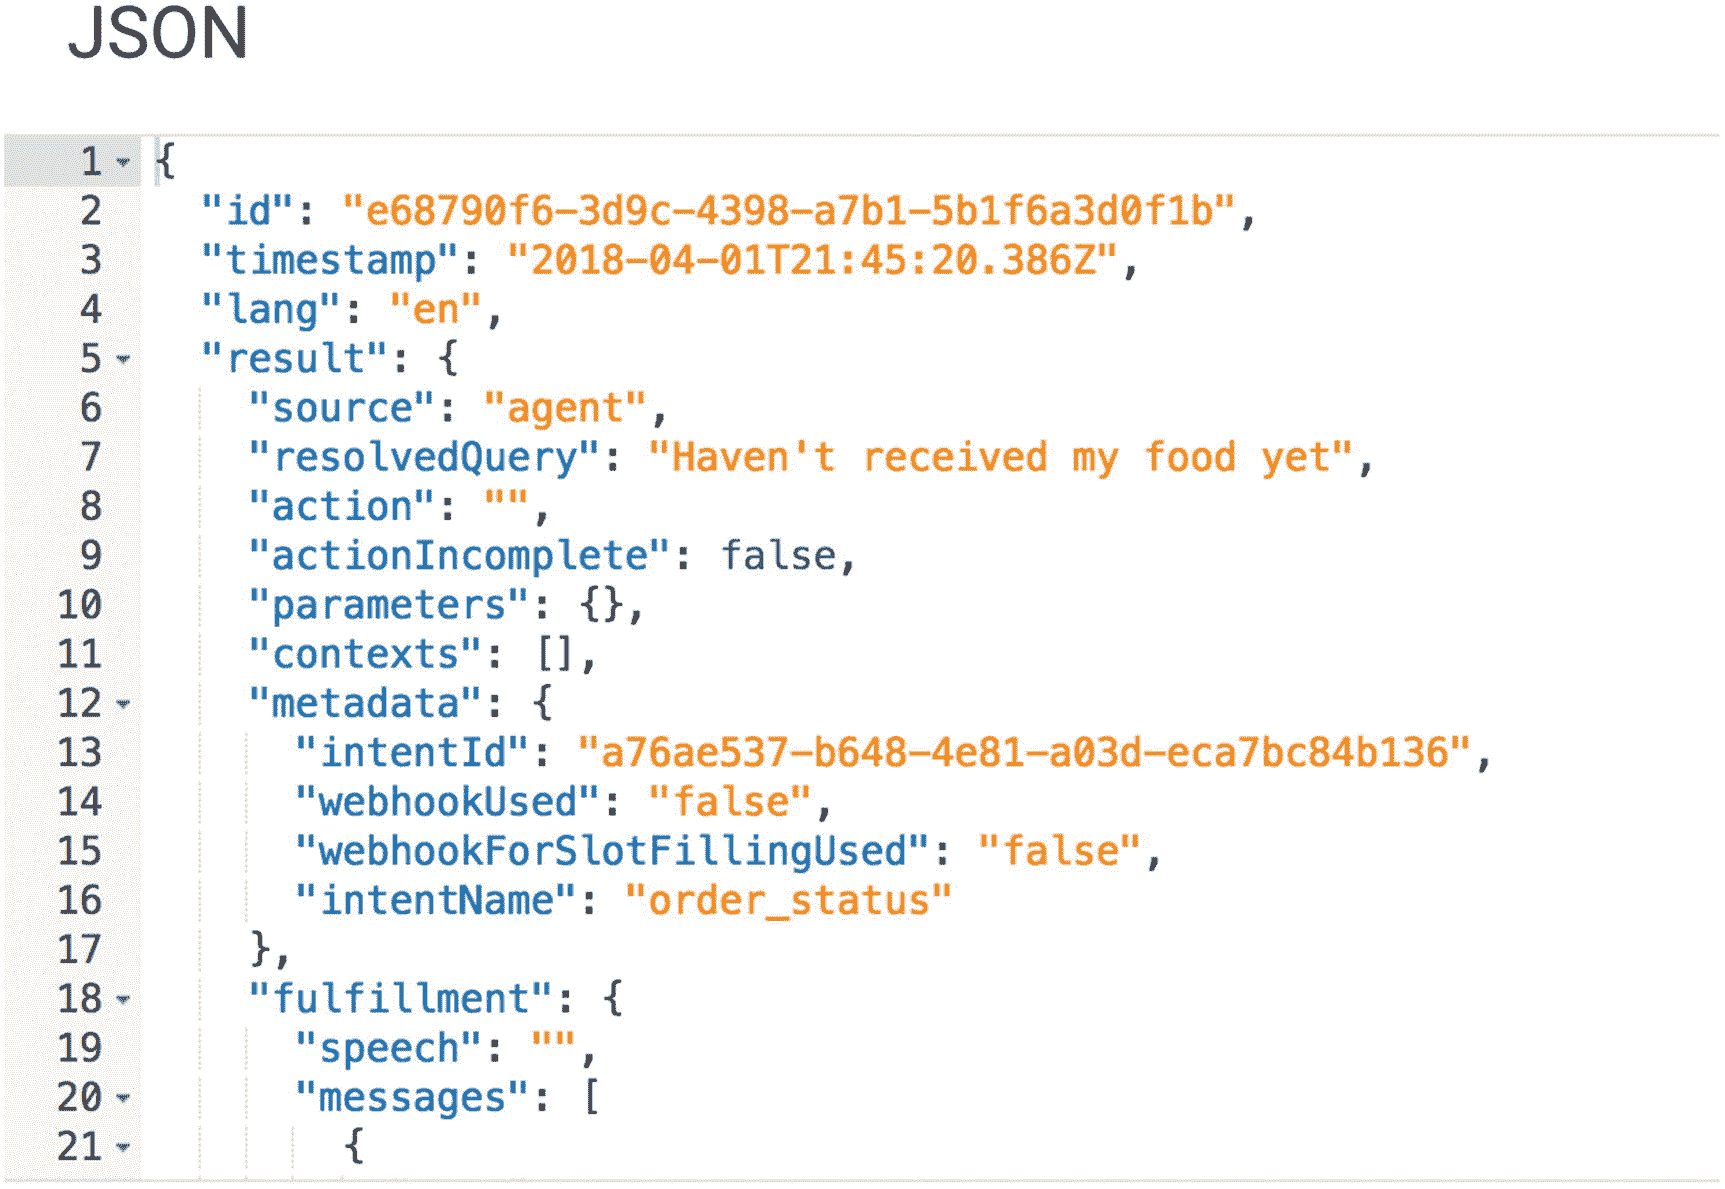 JSON
1 {
2 "id": "e68790f6-3d9c-4398-a7b1-5b1f6a3d0f1b",
3 "timestamp": "2018-04-01T21:45:20.386Z",
4 "lang": "en",
5 "result": {
6 "source": "agent",
7 "resolvedQuery": "Haven't received my food yet",
8 "action": "",
9 "actionIncomplete": false,
10 "parameters": {},
11 "contexts": [],
12 "metadata": {
13 "intentId": "a76ae537-b648-4e81-a03d-eca7bc84b136",
14 "webhookUsed": "false",
15 "webhookForSlotFillingUsed": "false",
16 "intentName": "order_status"
17 },
18 "fulfillment": {
19 "speech": "",
20 "messages": [
21 {